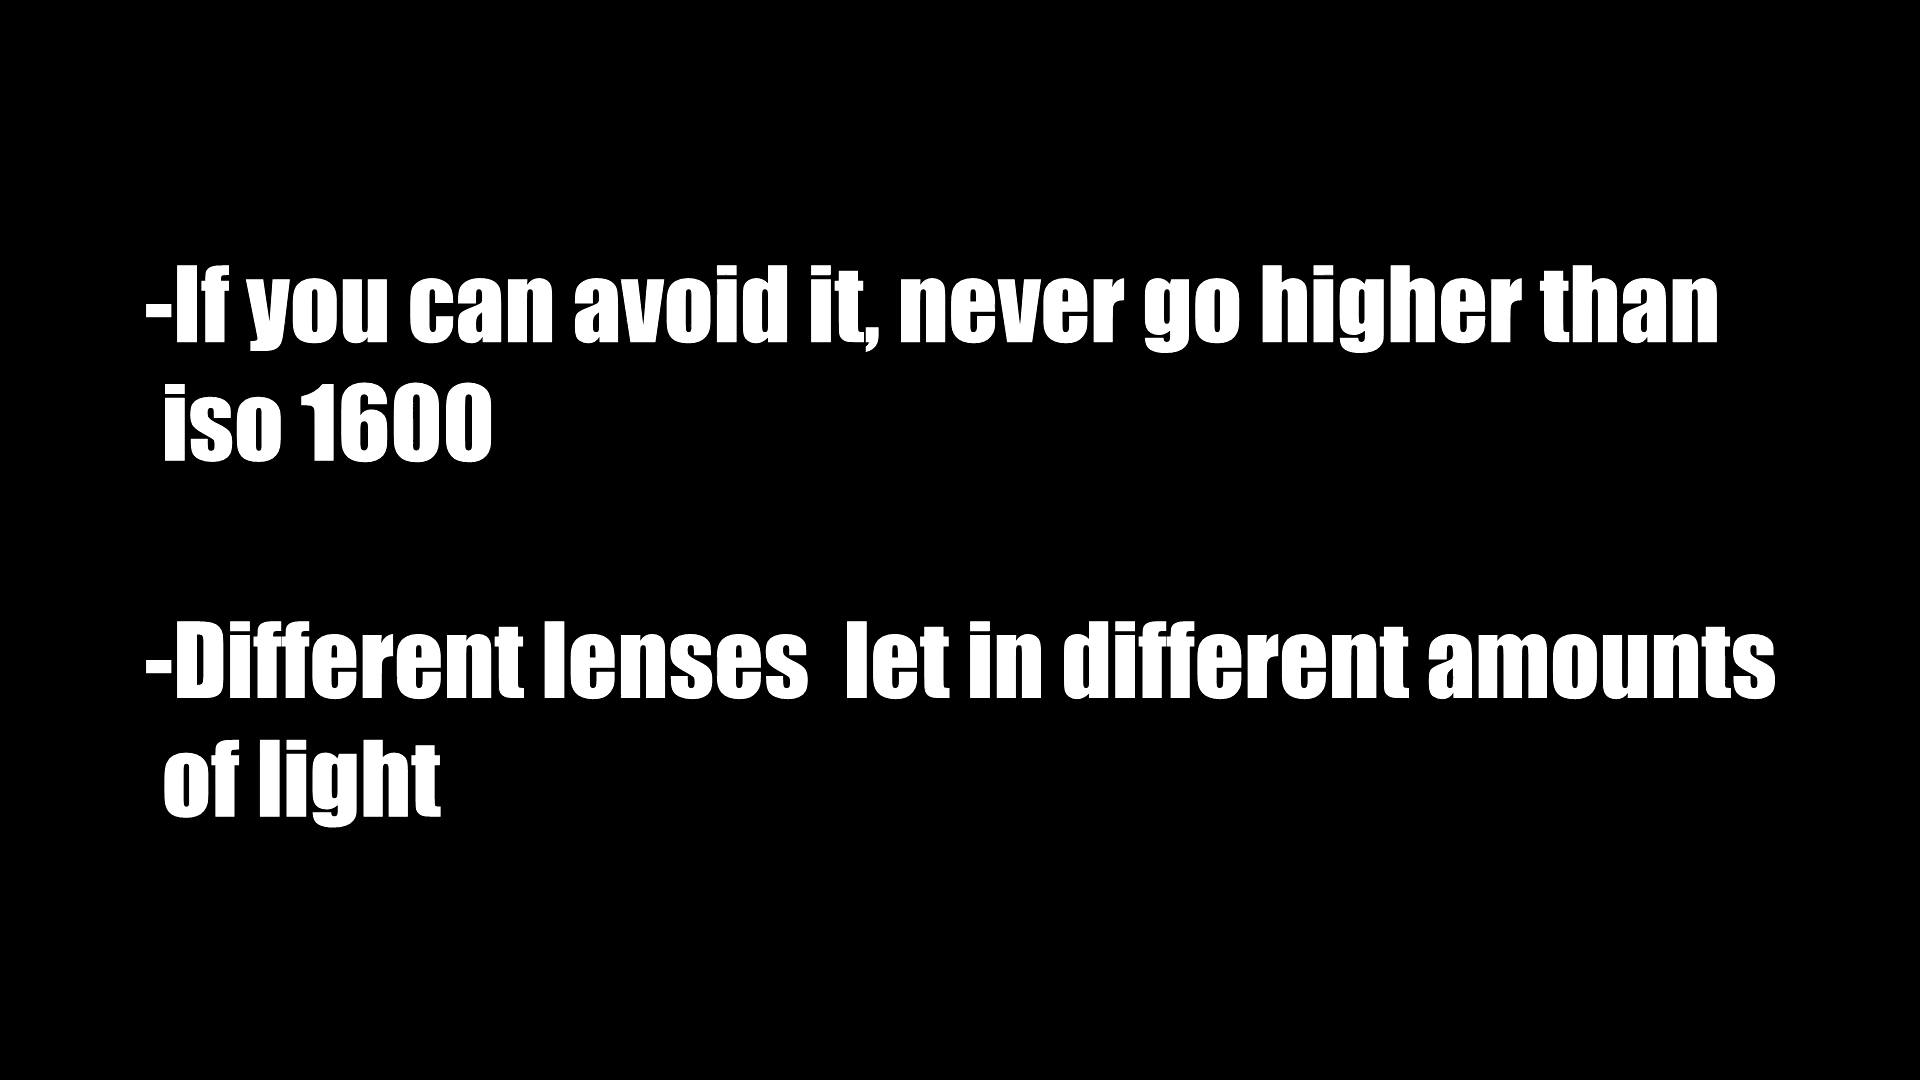 -If you can avoid it, never go higher than
iso 1600
-Different lenses  let in different amounts
of light